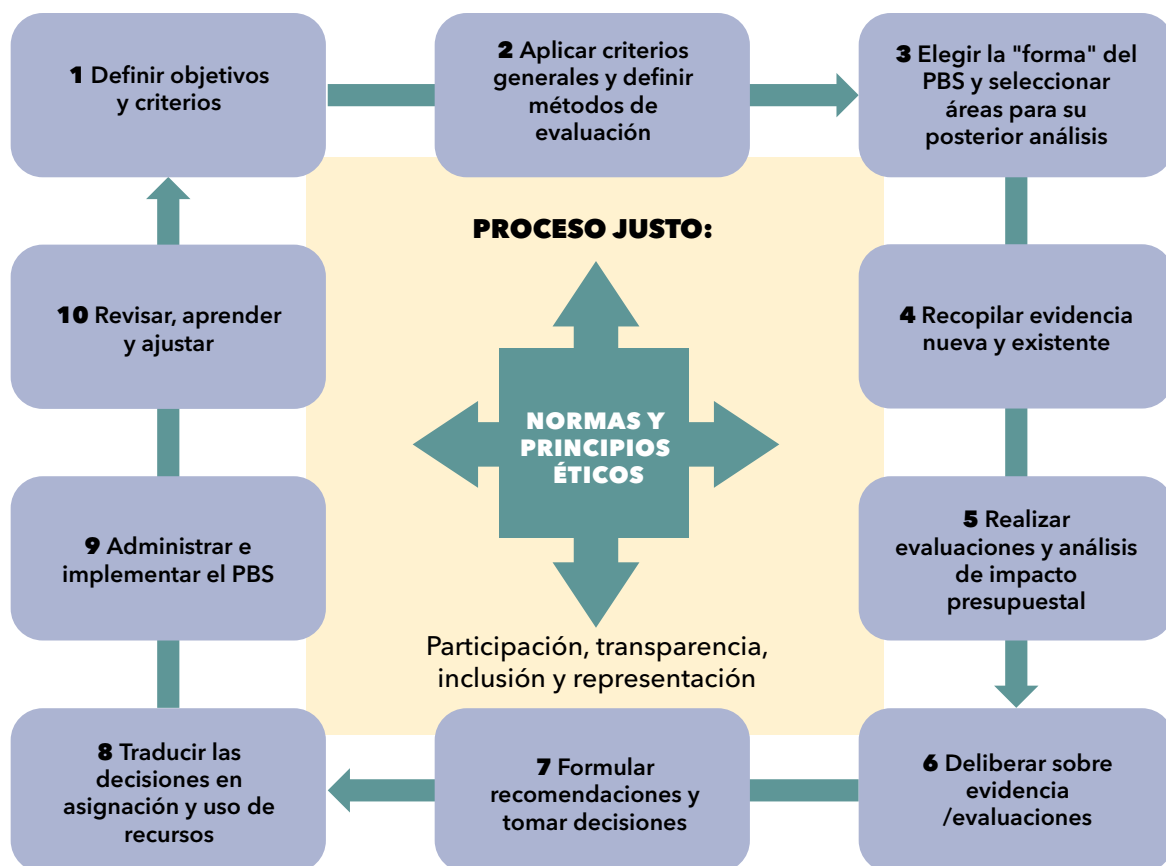 1 Definir objetivos
y criterios
2 Aplicar criterios
generales y definir
métodos de
evaluación
3 Elegir la "forma" del
PBS y seleccionar
áreas para su
posterior análisis
4 Recopilar evidencia
nueva y existente
5 Realizar
evaluaciones y análisis
de impacto
presupuestal
6 Deliberar sobre
evidencia
/evaluaciones
7 Formular
recomendaciones y
tomar decisiones
8 Traducir las
decisiones en
asignación y uso de
recursos
9 Administrar e
implementar el PBS
10 Revisar, aprender
y ajustar
PROCESO JUSTO:
NORMAS Y
PRINCIPIOS
ÉTICOS
Participación, transparencia,
inclusión y representación